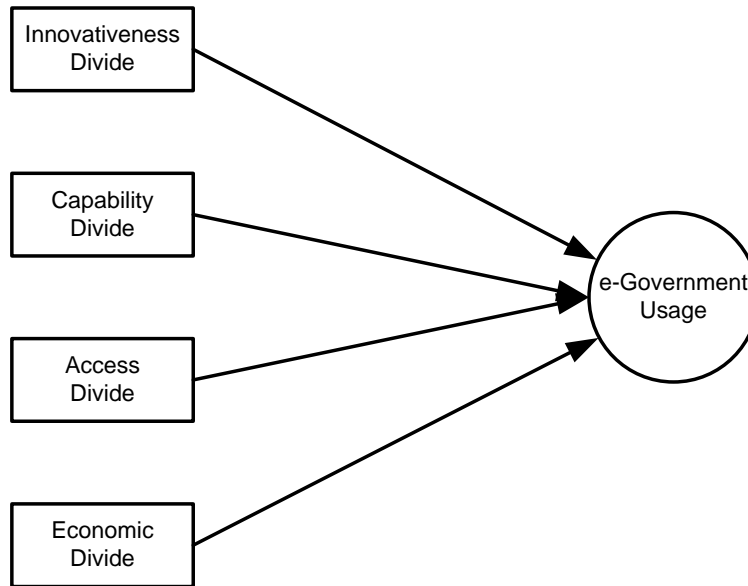 Innovativeness
Divide
Capability
Divide
e-Government
Usage
Access
Divide
Economic
Divide